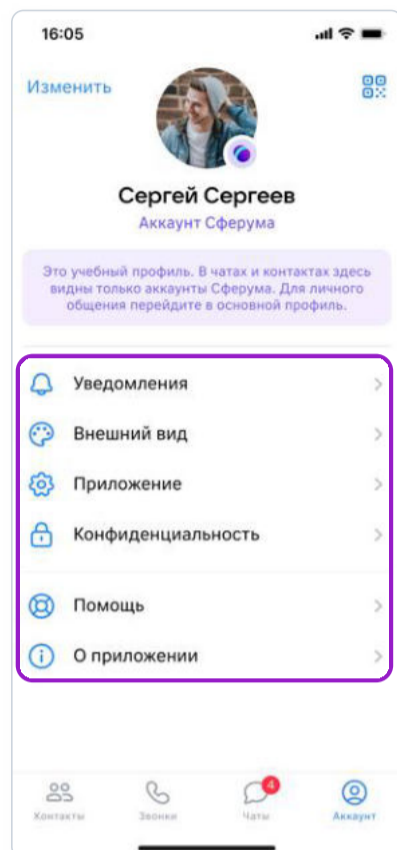 16:05
Изменить
Сергей Сергеев
Аккаунт Сферума
Это учебный профиль. В чатах и контактах здесь
видны только аккаунты Сферума. Для личного
общения перейдите в основной профиль.
Уведомления
Внешний вид
Приложение
Конфиденциальность
Помощь
О приложении
4
Контакты
Звонки
Чаты
Аккаунт